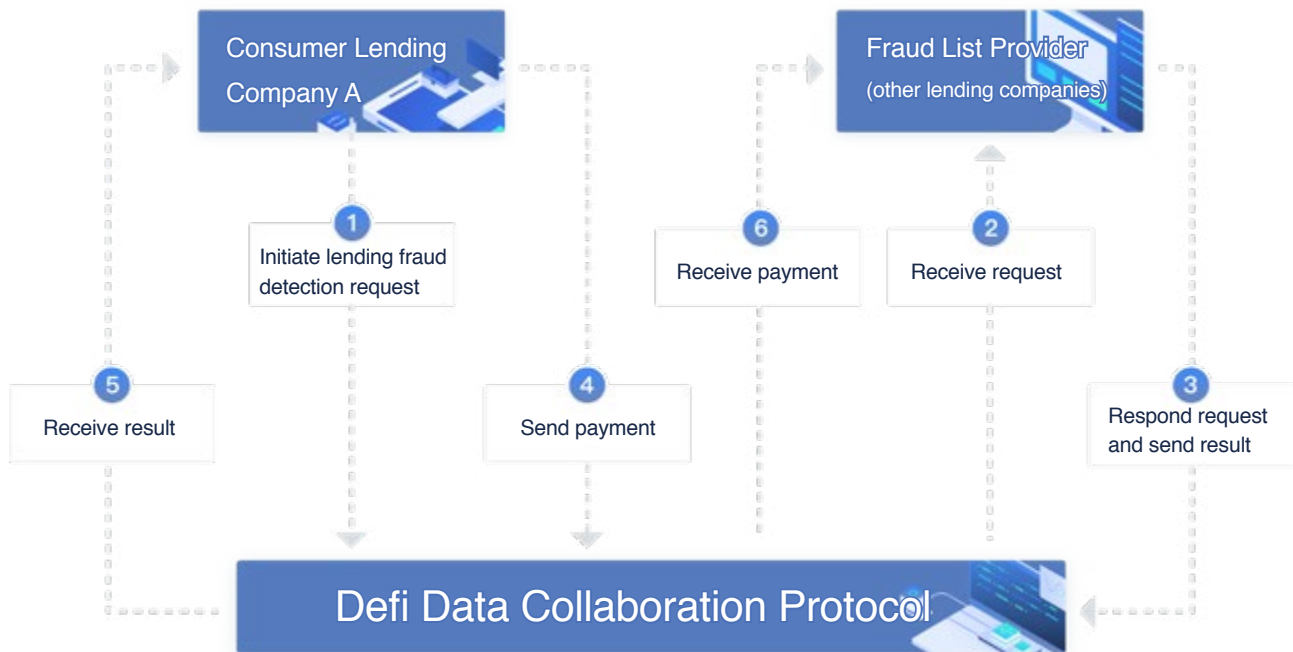 Consumer Lending
Company A
Fraud List Provider
(other lending companies)
1
Initiate lending fraud
detection request
6
Receive payment
2
Receive request
5
Receive result
4
Send payment
3
Respond request
and send result
Defi Data Collaboration Protocol